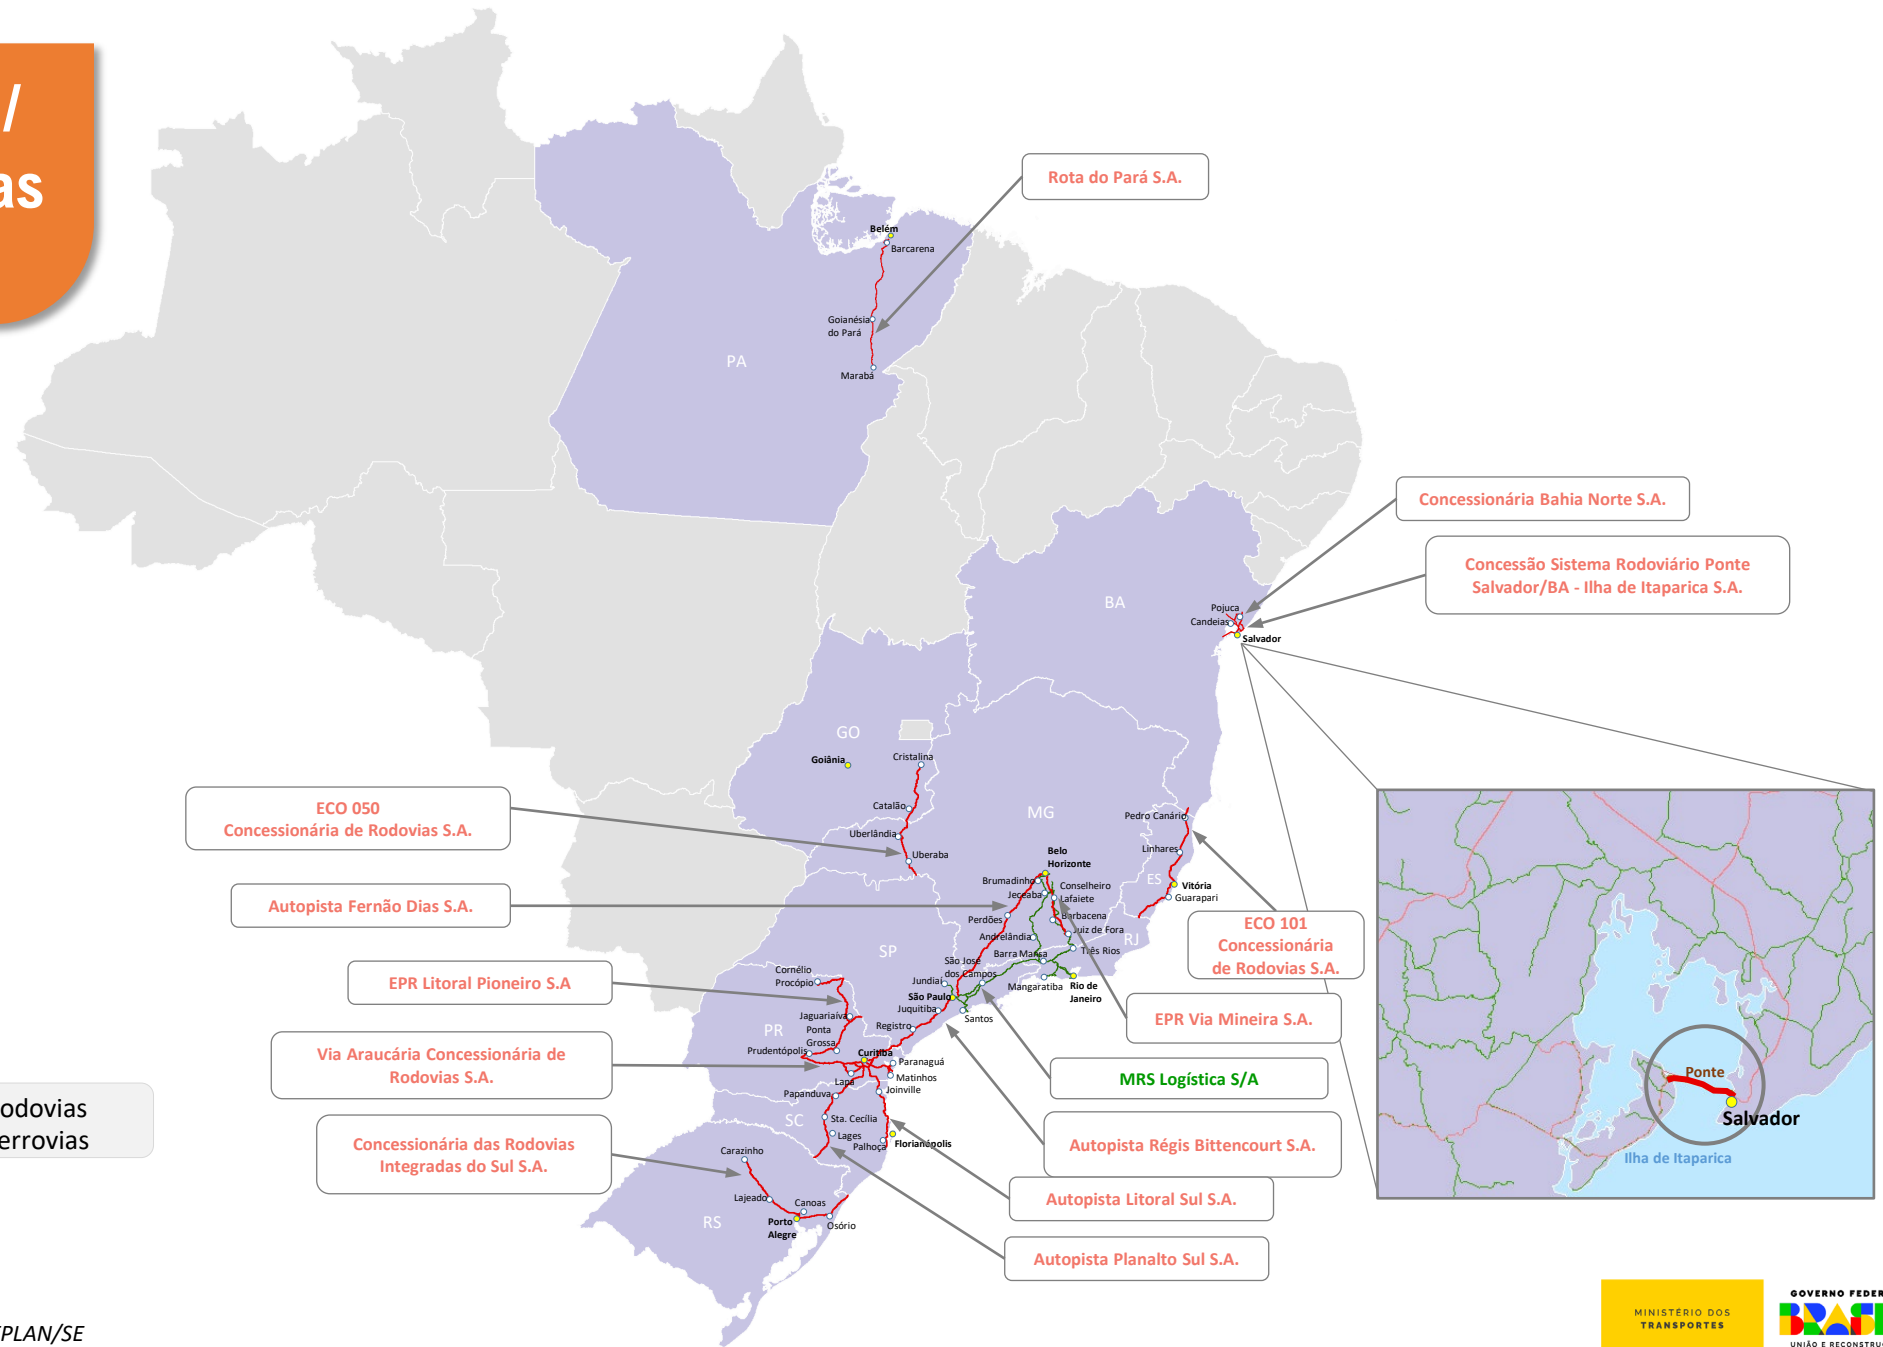 /
as
Rota do Pará S.A.
Belém
Barcarena
Goianésia
do Pará
PA
Marabá
Concessionária Bahia Norte S.A.
Concessão Sistema Rodoviário Ponte
Salvador/BA - Ilha de Itaparica S.A.
BA
Pojuca
Candeias
Salvador
GO
Goiânia
Cristalina
Catalão
Uberlândia
Uberaba
ECO 050
Concessionária de Rodovias S.A.
MG
Pedro Canário
Linhares
ES
Vitória
Guarapari
Belo
Horizonte
Brumadinho
Jeceaba
Conselheiro
Lafaiete
Perdões
Barbacena
Andrelândia
Juiz de Fora
Barra Mansa
Três Rios
RJ
ECO 101
Concessionária
de Rodovias S.A.
Autopista Fernão Dias S.A.
SP
São José
dos Campos
Jundiaí
São Paulo
Juquitiba
Santos
Mangaratiba
Rio de
Janeiro
EPR Litoral Pioneiro S.A
Cornélio
Procópio
Jaguariaíva
Ponta
Grossa
PR
Prudentópolis
Registro
Curitiba
Paranaguá
Lapa
Matinhos
EPR Via Mineira S.A.
Via Araucária Concessionária de
Rodovias S.A.
MRS Logística S/A
Papanduva
Joinville
SC
Sta. Cecília
Lages
Palhoça
Florianópolis
Autopista Régis Bittencourt S.A.
Concessionária das Rodovias
Integradas do Sul S.A.
Carazinho
Lajeado
Canoas
RS
Porto
Alegre
Osório
Autopista Litoral Sul S.A.
Autopista Planalto Sul S.A.
Ponte
Salvador
Ilha de Itaparica
odovias
errovias
PLAN/SE
MINISTÉRIO DOS
TRANSPORTES
GOVERNO FEDER
BRASI
UNIÃO E RECONSTRU